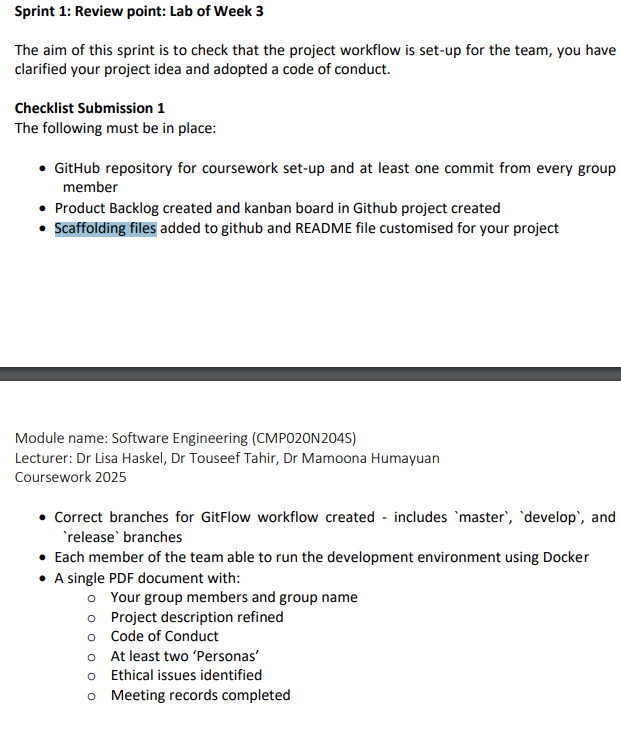 Sprint 1: Review point: Lab of Week 3
The aim of this sprint is to check that the project workflow is set-up for the team, you have
clarified your project idea and adopted a code of conduct.
Checklist Submission 1
The following must be in place:
• GitHub repository for coursework set-up and at least one commit from every group
member
• Product Backlog created and kanban board in Github project created
• Scaffolding files added to github and README file customised for your project
Module name: Software Engineering (CMP020N204S)
Lecturer: Dr Lisa Haskel, Dr Touseef Tahir, Dr Mamoona Humayuan
Coursework 2025
• Correct branches for GitFlow workflow created - includes `master`, `develop`, and
`release` branches
• Each member of the team able to run the development environment using Docker
• A single PDF document with:
o Your group members and group name
o Project description refined
o Code of Conduct
o At least two ‘Personas’
o Ethical issues identified
o Meeting records completed